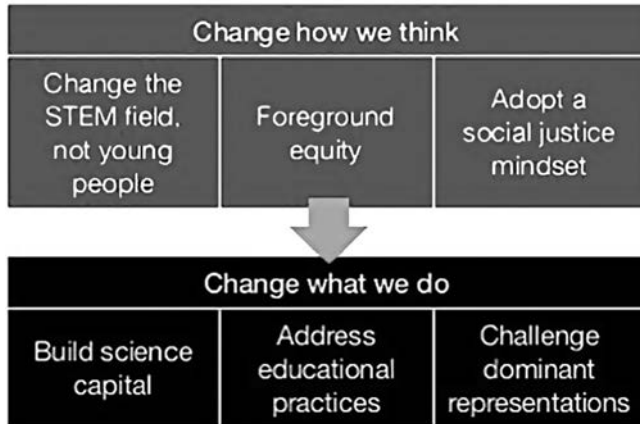 Change how we think
Change the
STEM field,
not young
people
Foreground
equity
Adopt a
social justice
mindset
Change what we do
Build science
capital
Address
educational
practices
Challenge
dominant
representations